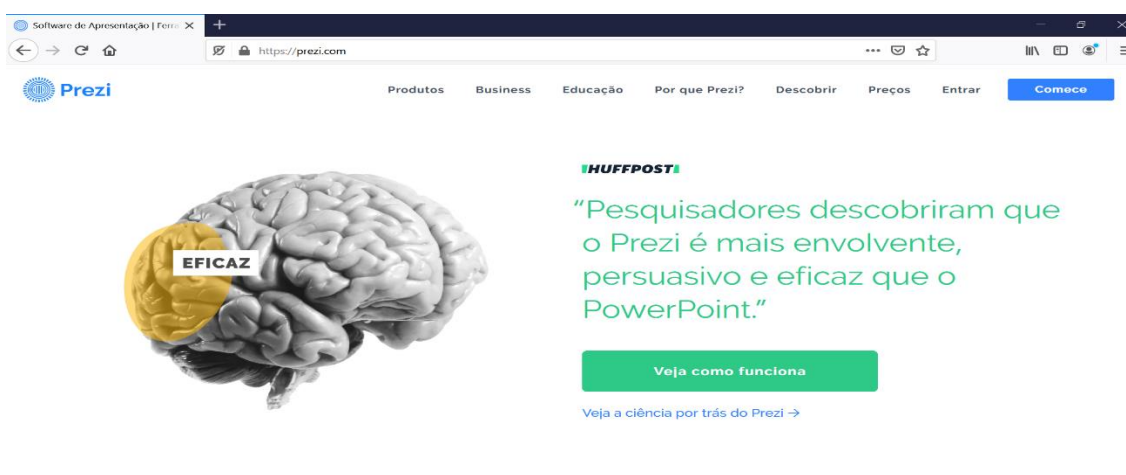 Software de Apresentação | Ferra
https://prezi.com
Prezi
Produtos Business Educação Por que Prezi? Descobrir Preços Entrar Comece
HUFFPOST
“Pesquisadores descobriram que
o Prezi é mais envolvente,
persuasivo e eficaz que o
PowerPoint.”
EFICAZ
Veja como funciona
Veja a ciência por trás do Prezi →